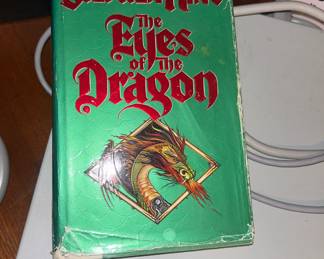 The
Eyes
of the
Dragon